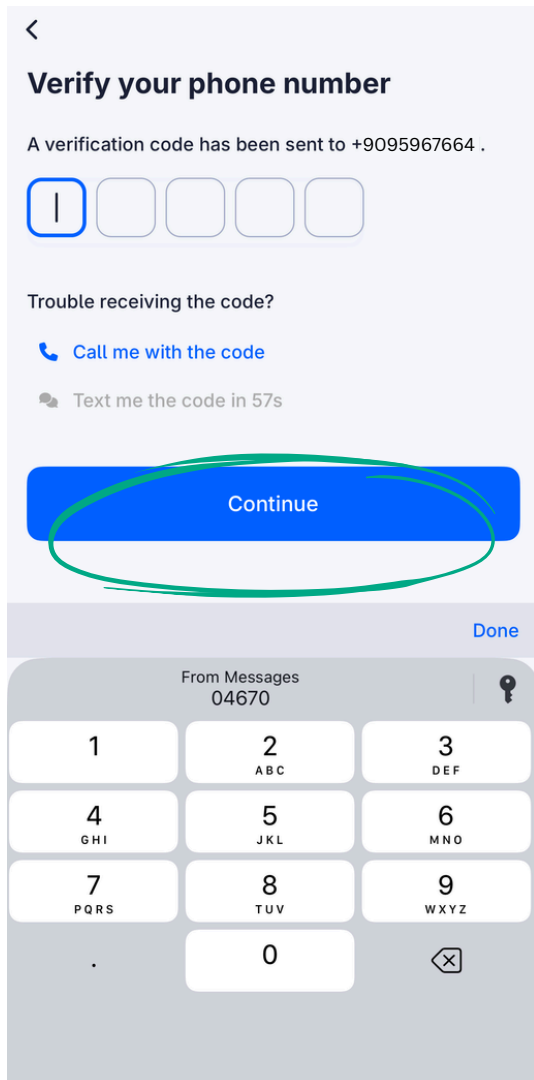 Verify your phone number
A verification code has been sent to +9095967664 .
Trouble receiving the code?
Call me with the code
Text me the code in 57s
Continue
Done
From Messages
04670
1 2 3
ABC DEF
4 5 6
GHI JKL MNO
7 8 9
PQRS TUV WXYZ
. 0